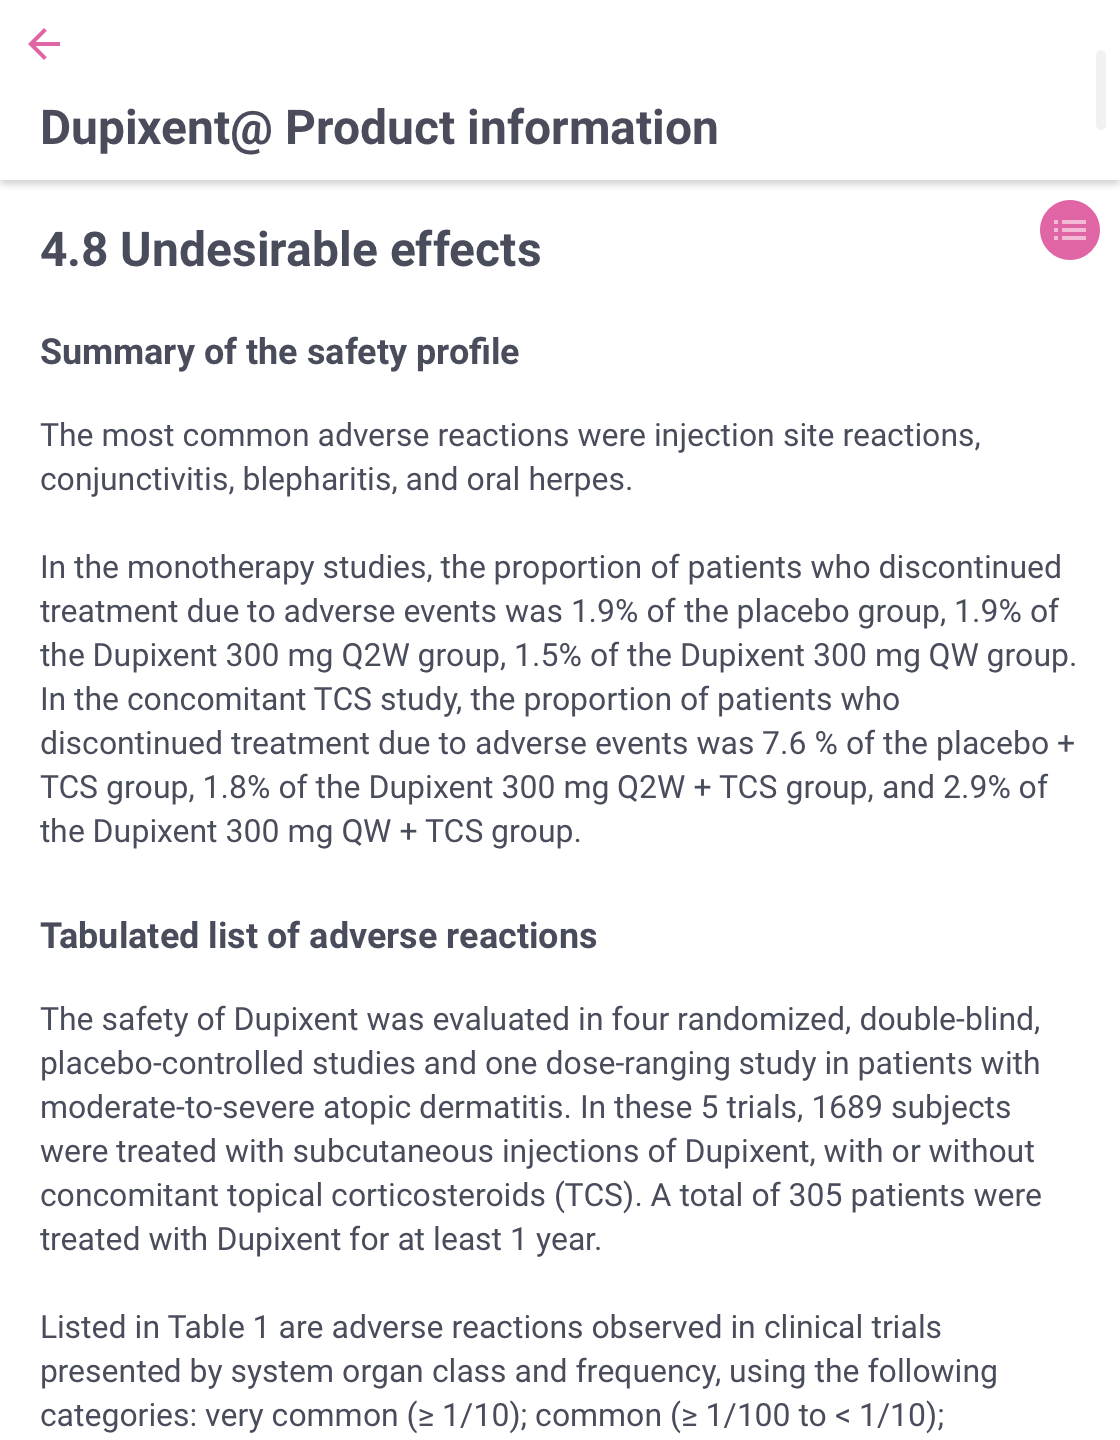 Dupixent@ Product information
4.8 Undesirable effects
Summary of the safety profile
The most common adverse reactions were injection site reactions,
conjunctivitis, blepharitis, and oral herpes.
In the monotherapy studies, the proportion of patients who discontinued
treatment due to adverse events was 1.9% of the placebo group, 1.9% of
the Dupixent 300 mg Q2W group, 1.5% of the Dupixent 300 mg QW group.
In the concomitant TCS study, the proportion of patients who
discontinued treatment due to adverse events was 7.6 % of the placebo +
TCS group, 1.8% of the Dupixent 300 mg Q2W + TCS group, and 2.9% of
the Dupixent 300 mg QW + TCS group.
Tabulated list of adverse reactions
The safety of Dupixent was evaluated in four randomized, double-blind,
placebo-controlled studies and one dose-ranging study in patients with
moderate-to-severe atopic dermatitis. In these 5 trials, 1689 subjects
were treated with subcutaneous injections of Dupixent, with or without
concomitant topical corticosteroids (TCS). A total of 305 patients were
treated with Dupixent for at least 1 year.
Listed in Table 1 are adverse reactions observed in clinical trials
presented by system organ class and frequency, using the following
categories: very common (≥ 1/10); common (≥ 1/100 to < 1/10);